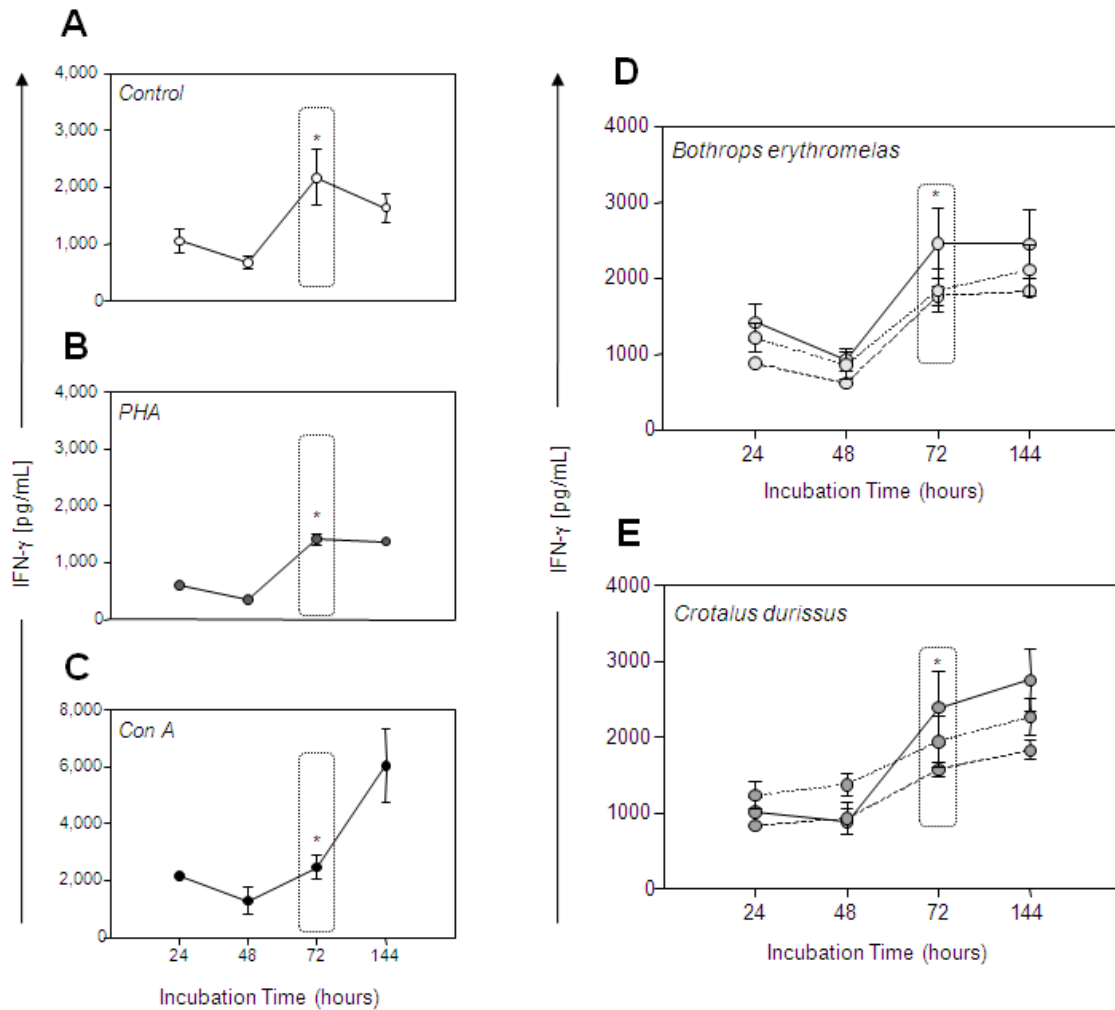 A
4,000
Control
3,000
*
2,000
1,000
0
B
4,000
PHA
3,000
2,000
*
1,000
0
IFN-γ [pg/mL]
C
8,000
Con A
6,000
4,000
*
2,000
0
24 48 72 144
Incubation Time (hours)
D
4000
Bothrops erythromelas
3000
*
2000
1000
0
24 48 72 144
Incubation Time (hours)
IFN-γ [pg/mL]
E
4000
Crotalus durissus
3000
*
2000
1000
0
24 48 72 144
Incubation Time (hours)